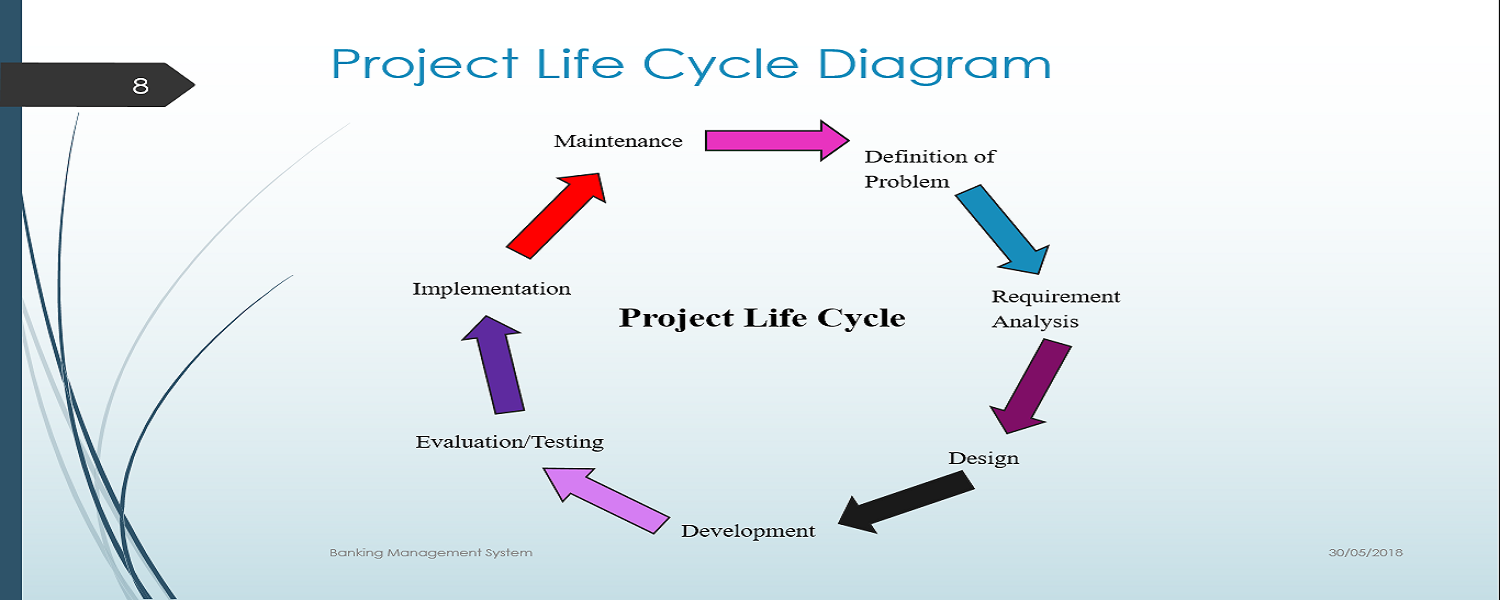 Project Life Cycle Diagram
8
Maintenance
Definition of
Problem
Implementation
Requirement
Analysis
Project Life Cycle
Evaluation/Testing
Design
Development
Banking Management System
30/05/2018